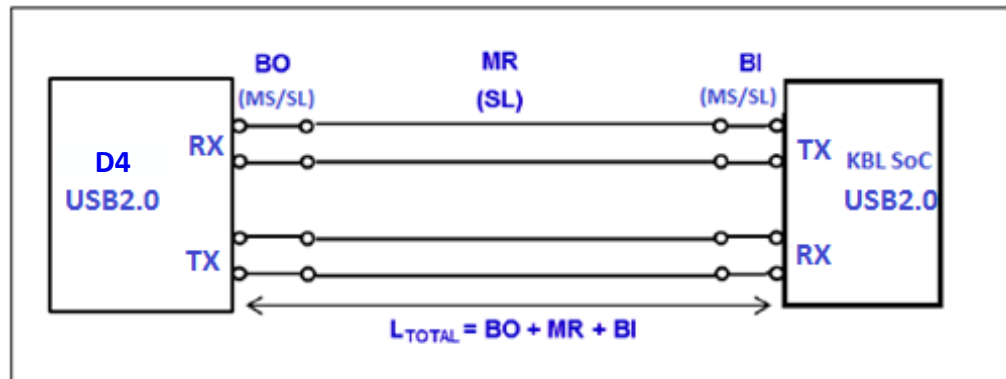 BO
(MS/SL)
MR
(SL)
BI
(MS/SL)
D4
USB2.0
RX
TX
TX
RX
KBL SoC
USB2.0
LTOTAL = BO + MR + BI